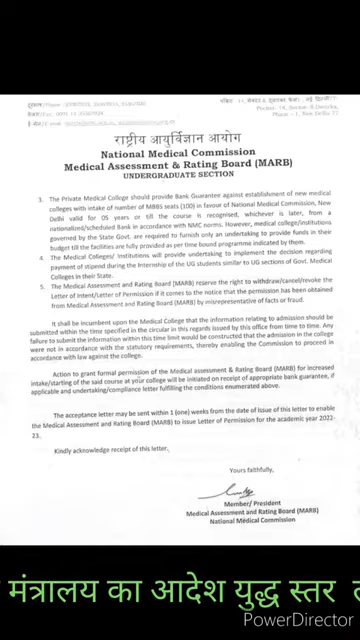 राष्ट्रीय आयुर्विज्ञान आयोग
National Medical Commission
Medical Assessment & Rating Board (MARB)
UNDERGRADUATE SECTION
3. The Private Medical College should provide Bank Guarantee against establishment of new medical
colleges with intake of number of MBBS seats (100) in favour of National Medical Commission, New
Delhi valid for 05 years or till the course is recognised, whichever is later, from a
nationalized/scheduled Bank in accordance with NMC norms. However, medical college/institutions
governed by the State Govt. are required to furnish only an undertaking to provide funds in their
budget till the facilities are fully provided as per time bound programme indicated by them.
4. The Medical Colleges/ Institutions will provide undertaking to implement the decision regarding
payment of stipend during the Internship of the UG students similar to UG sections of Govt. Medical
Colleges in their State.
5. The Medical Assessment and Rating Board (MARB) reserve the right to withdraw/cancel/revoke the
Letter of Intent/Letter of Permission if it comes to the notice that the permission has been obtained
from Medical Assessment and Rating Board (MARB) by misrepresentative of facts or fraud.
It shall be incumbent upon the Medical College that the information relating to admission should be
submitted within the time specified in the circular in this regards issued by this office from time to time. Any
failure to submit the information within this time limit would be constructed that the admission in the college
were not in accordance with the statutory requirements, thereby enabling the Commission to proceed in
accordance with law against the college.
Action to grant formal permission of the Medical assessment & Rating Board (MARB) for increased
intake/starting of the said course at your college will be initiated on receipt of appropriate bank guarantee, if
applicable and undertaking/compliance letter fulfilling the conditions enumerated above.
The acceptance letter may be sent within 1 (one) weeks from the date of issue of this letter to enable
the Medical Assessment and Rating Board (MARB) to issue Letter of Permission for the academic year 2022-
23.
Kindly acknowledge receipt of this letter.
Yours faithfully,
Member/ President
Medical Assessment and Rating Board (MARB)
National Medical Commission
मंत्रालय का आदेश युद्ध स्तर
PowerDirector